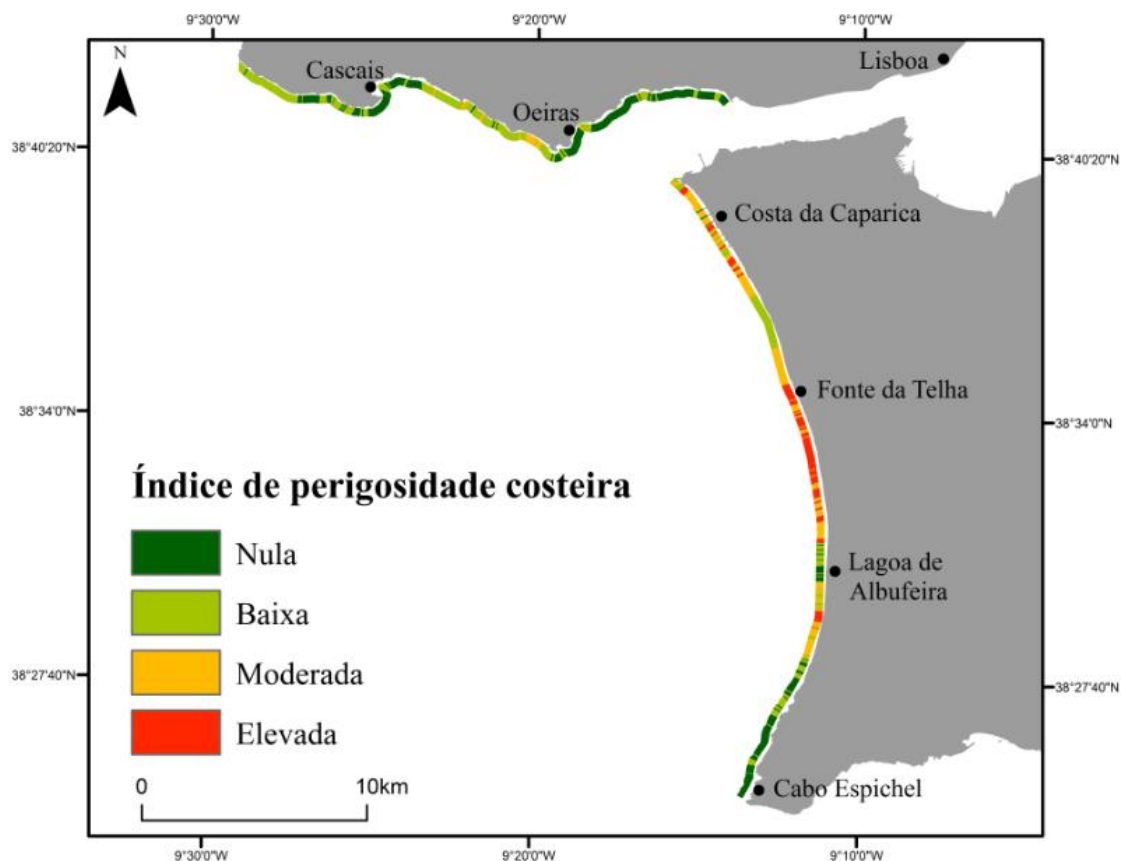 9°30'0"W
9°20'0"W
9°10'0"W
N
Cascais
Lisboa
Oeiras
38°40'20"N
38°40'20"N
Costa da Caparica
Fonte da Telha
38°34'0"N
38°34'0"N
Índice de perigosidade costeira
Nula
Lagoa de
Albufeira
Baixa
Moderada
38°27'40"N
38°27'40"N
Elevada
0
10km
Cabo Espichel
9°30'0"W
9°20'0"W
9°10'0"W